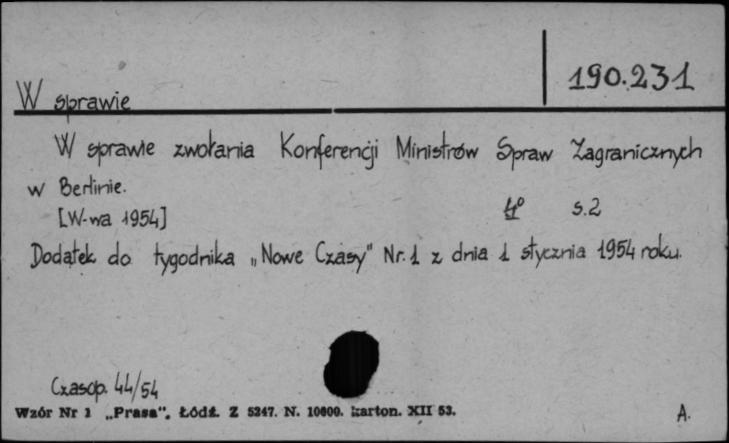 190.231
W sprawie
W sprawie zwołania Konferencji Ministrów Spraw Zagranicznych
w Berlinie.
[W-wa 1954] 4° s.2
Dodatek do tygodnika „Nowe Czasy" Nr.1 z dnia 1 stycznia 1954 roku.
Czasop. 44/54
Wzór Nr 1 „Prasa", Łódź. Z 5247. N. 10000. karton. XII 53.
A.